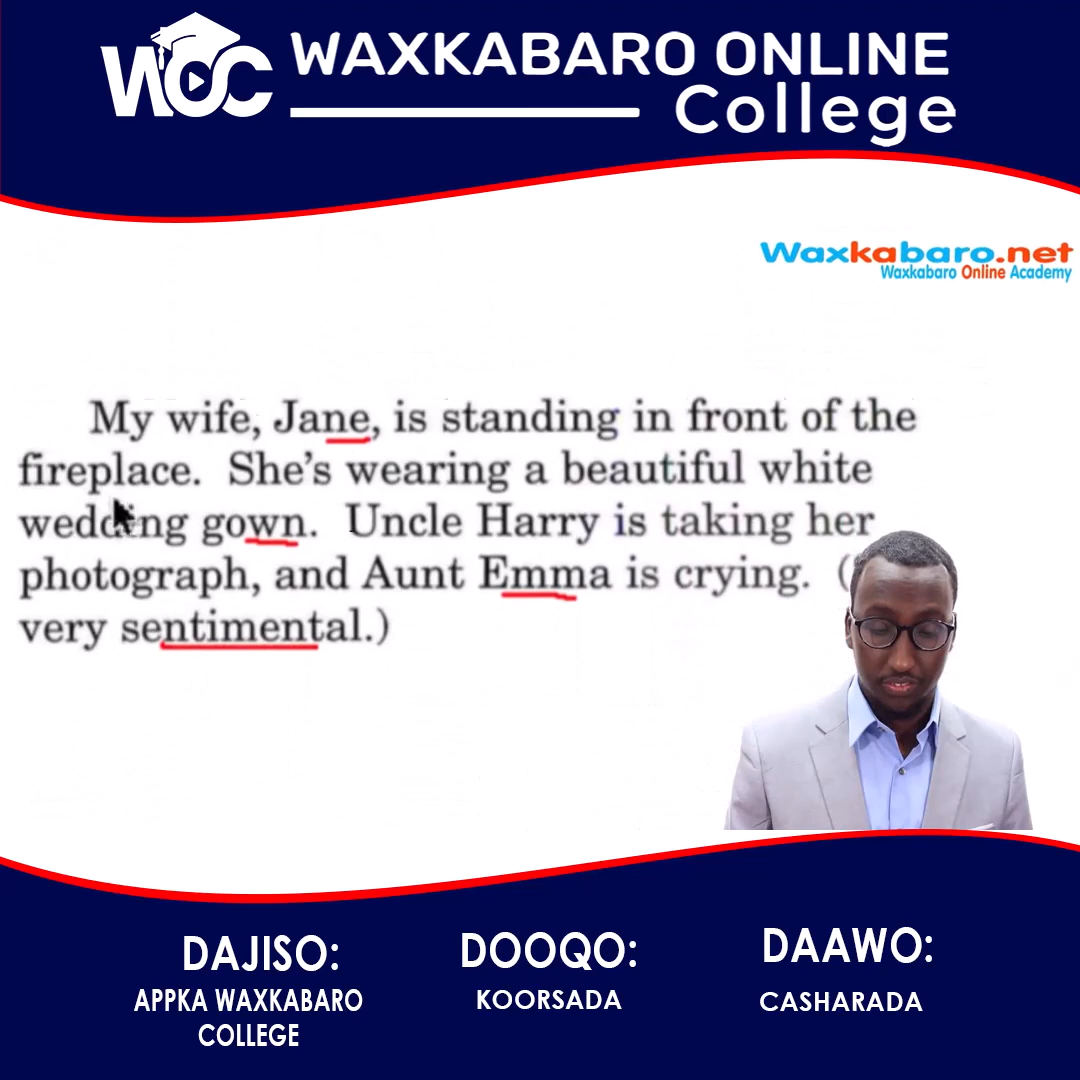 WOC WAXKABARO ONLINE
College
Waxkabaro.net
Waxkabaro Online Academy
My wife, Jane, is standing in front of the
fireplace. She's wearing a beautiful white
wedding gown. Uncle Harry is taking her
photograph, and Aunt Emma is crying. (
very sentimental.)
DAJISO:
APPKA WAXKABARO
COLLEGE
DOOQO:
KOORSADA
DAAWO:
CASHARADA